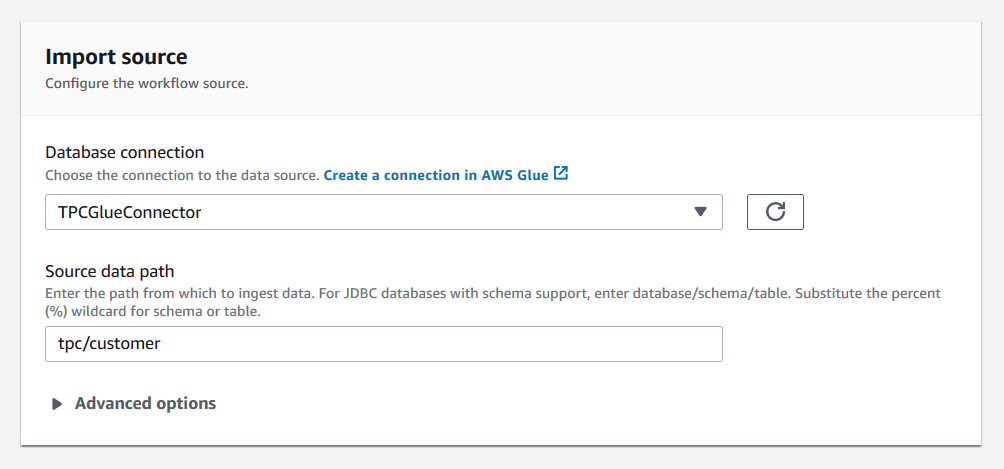 Import source
Configure the workflow source.
Database connection
Choose the connection to the data source. Create a connection in AWS Glue
TPCGlueConnector
Source data path
Enter the path from which to ingest data. For JDBC databases with schema support, enter database/schema/table. Substitute the percent
(%) wildcard for schema or table.
tpc/customer
Advanced options